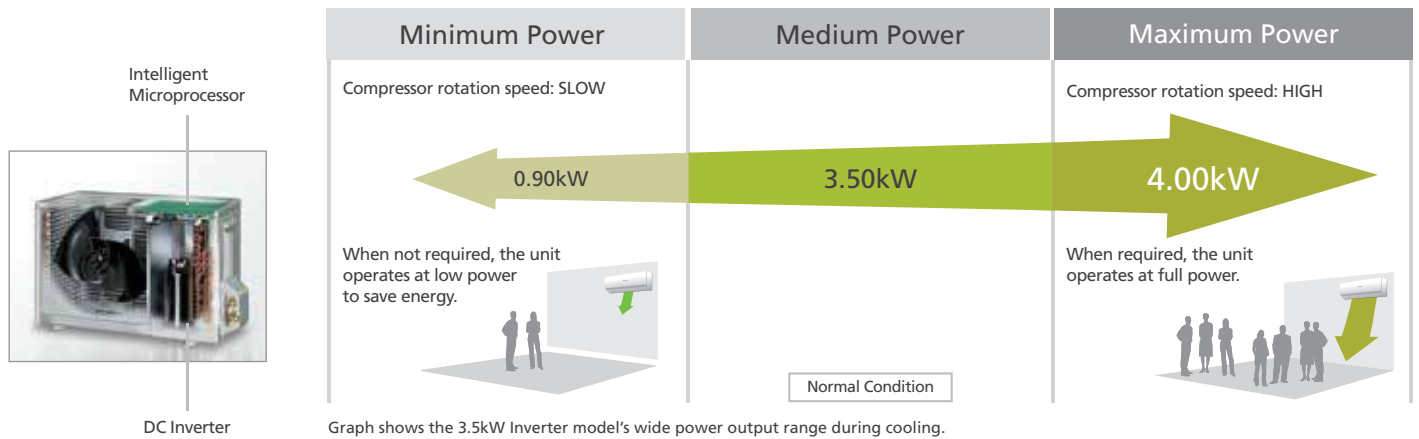 Minimum Power
Medium Power
Maximum Power
Intelligent
Microprocessor
Compressor rotation speed: SLOW
Compressor rotation speed: HIGH
0.90kW
3.50kW
4.00kW
When not required, the unit
operates at low power
to save energy.
When required, the unit
operates at full power.
Normal Condition
DC Inverter
Graph shows the 3.5kW Inverter model's wide power output range during cooling.